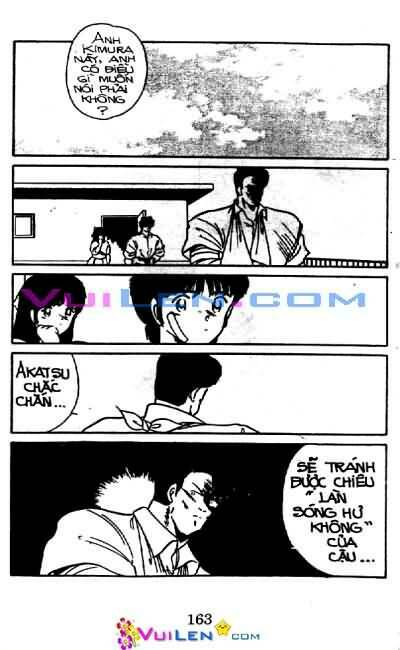 ANH
KIMURA
NÀY, ANH
CÓ ĐIỀU
GÌ MUỐN
NÓI PHẢI
KHÔNG
?
VUILEN.COM
AKATSU
CHẮC
CHẮN...
SẼ TRÁNH
ĐƯỢC CHIÊU
"LÀN
SÓNG HƯ
KHÔNG"
CỦA
CẬU...
163
VUILEN.COM